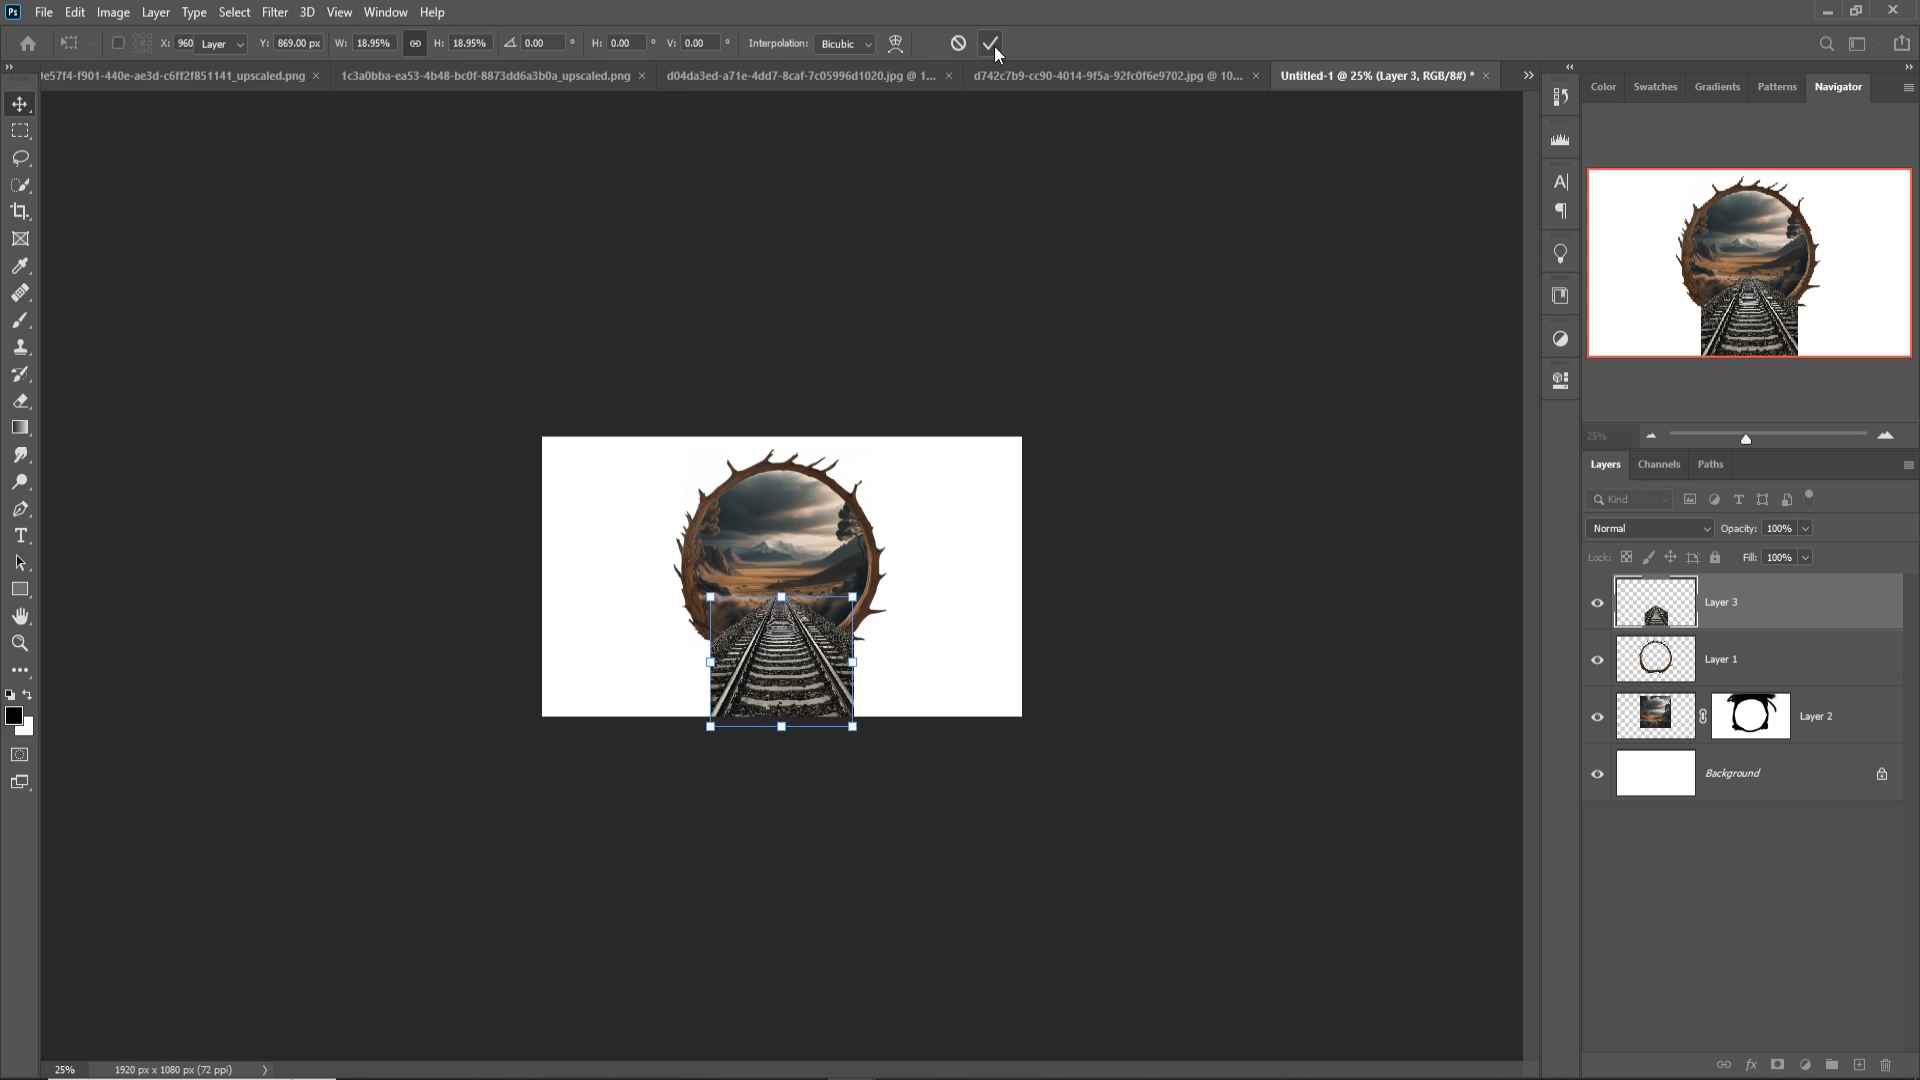 Ps File Edit Image Layer Type Select Filter 3D View Window Help
X: 960 Layer Y: 869.00 px W: 18.95% H: 18.95% 0.00 ° H: 0.00 ° V: 0.00 ° Interpolation: Bicubic
e57f4-f901-440e-ae3d-c6ff2f851141_upscaled.png × 1c3a0bba-ea53-4b48-bc0f-8873dd6a3b0a_upscaled.png × d04da3ed-a71e-4dd7-8caf-7c05996d1020.jpg @ 1... × d742c7b9-cc90-4014-9f5a-92fc0f6e9702.jpg @ 10... × Untitled-1 @ 25% (Layer 3, RGB/8#) * ×
Color Swatches Gradients Patterns Navigator
25%
Layers Channels Paths
Kind
Normal Opacity: 100%
Lock: Fill: 100%
Layer 3
Layer 1
Layer 2
Background
fx
25% 1920 px x 1080 px (72 ppi)